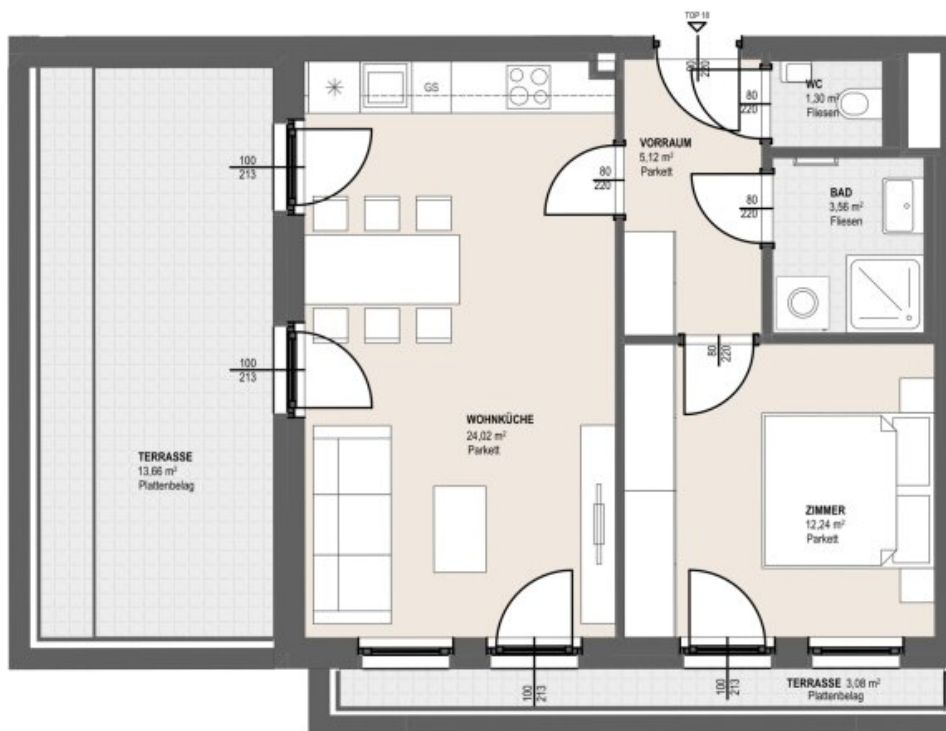 TOP 18
90
220
WC
1,30 m²
Fliesen
80
220
GS
VORRAUM
5,12 m²
Parkett
100
213
80
220
80
220
BAD
3,56 m²
Fliesen
80
220
100
213
WOHNKÜCHE
24,02 m²
Parkett
TERRASSE
13,66 m²
Plattenbelag
ZIMMER
12,24 m²
Parkett
100
213
100
213
TERRASSE 3,08 m²
Plattenbelag